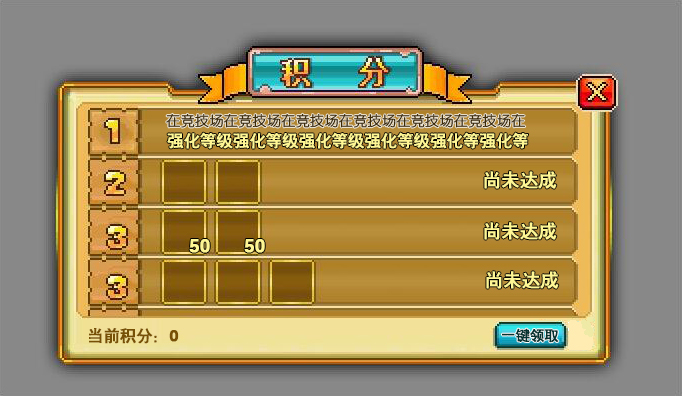 积 分
X
1
在竞技场在竞技场在竞技场在竞技场在竞技场在竞技场在
强化等级强化等级强化等级强化等级强化等强化等
2 尚未达成
3 50 50 尚未达成
3 尚未达成
当前积分：0
一键领取